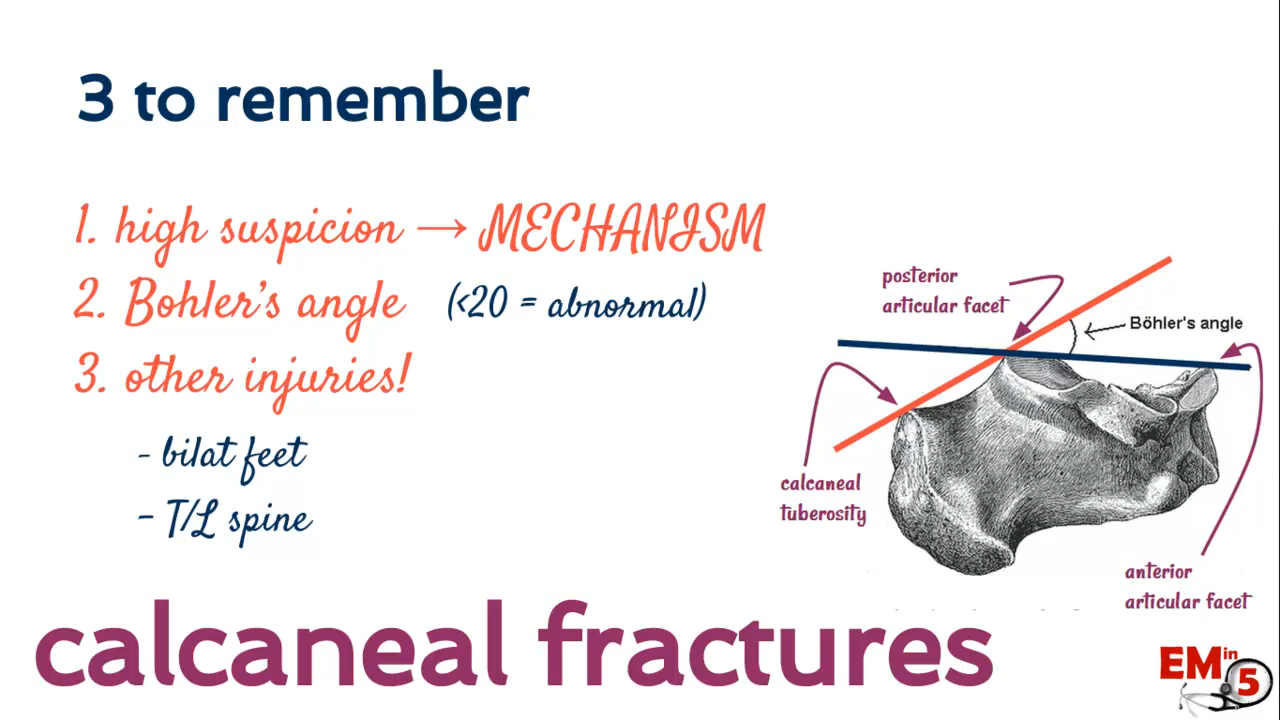 3 to remember
1. high suspicion → MECHANISM
2. Bohler's angle (<20 = abnormal)
3. other injuries!
- bilat feet
- T/L spine
posterior
articular facet
Böhler's angle
calcaneal
tuberosity
anterior
articular facet
calcaneal fractures
EM in 5